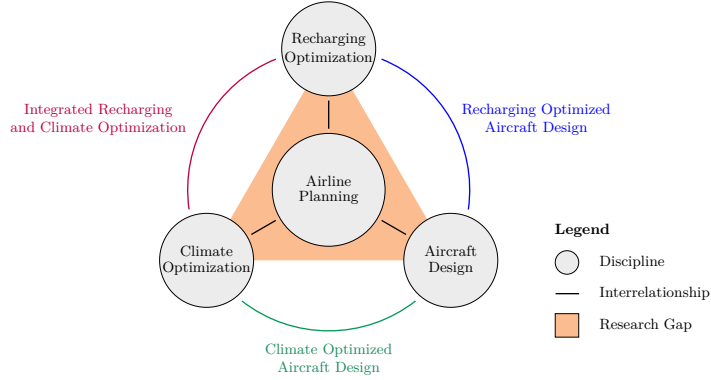 Recharging
Optimization
Integrated Recharging
and Climate Optimization
Recharging Optimized
Aircraft Design
Airline
Planning
Climate
Optimization
Aircraft
Design
Climate Optimized
Aircraft Design
Legend
Discipline
Interrelationship
Research Gap